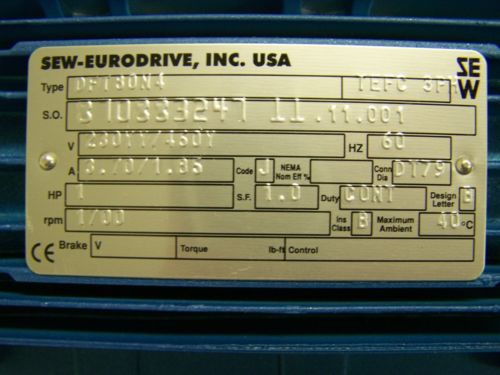 SEW-EURODRIVE, INC. USA
SE
W
Type DFT80N4 TEFC 3PH
S.O. 870333247 11.11.001
V 230YY/460Y HZ 60
A 3.70/1.85 Code J NEMA Nom Eff % Conn Dia DT79
HP 1 S.F. 1.0 Duty CONT Design Letter B
rpm 1700 Ins Class B Maximum Ambient 40 °C
CE Brake V Torque lb-ft Control